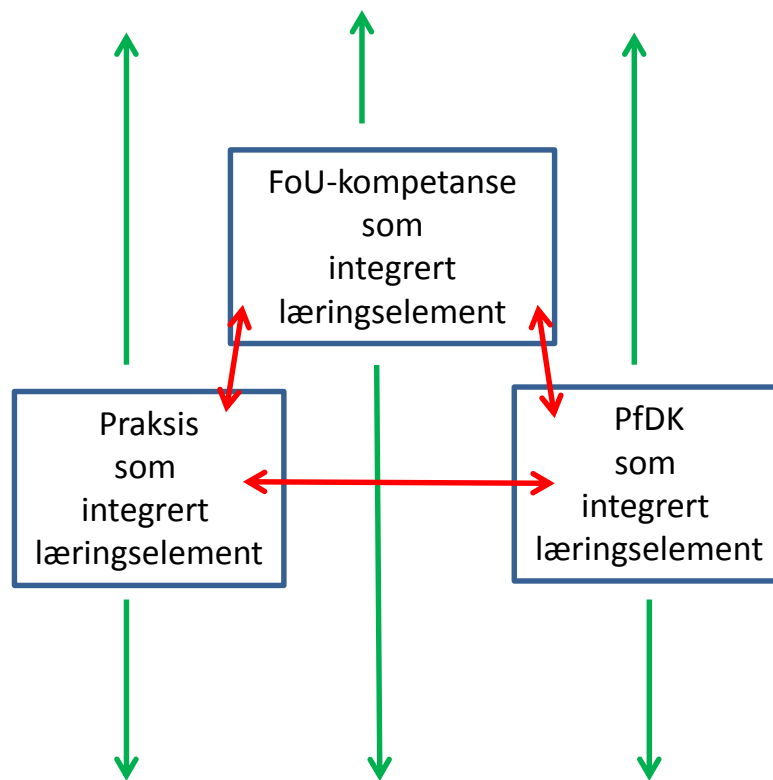 FoU-kompetanse
som
integrert
læringselement
Praksis
som
integrert
læringselement
PfDK
som
integrert
læringselement